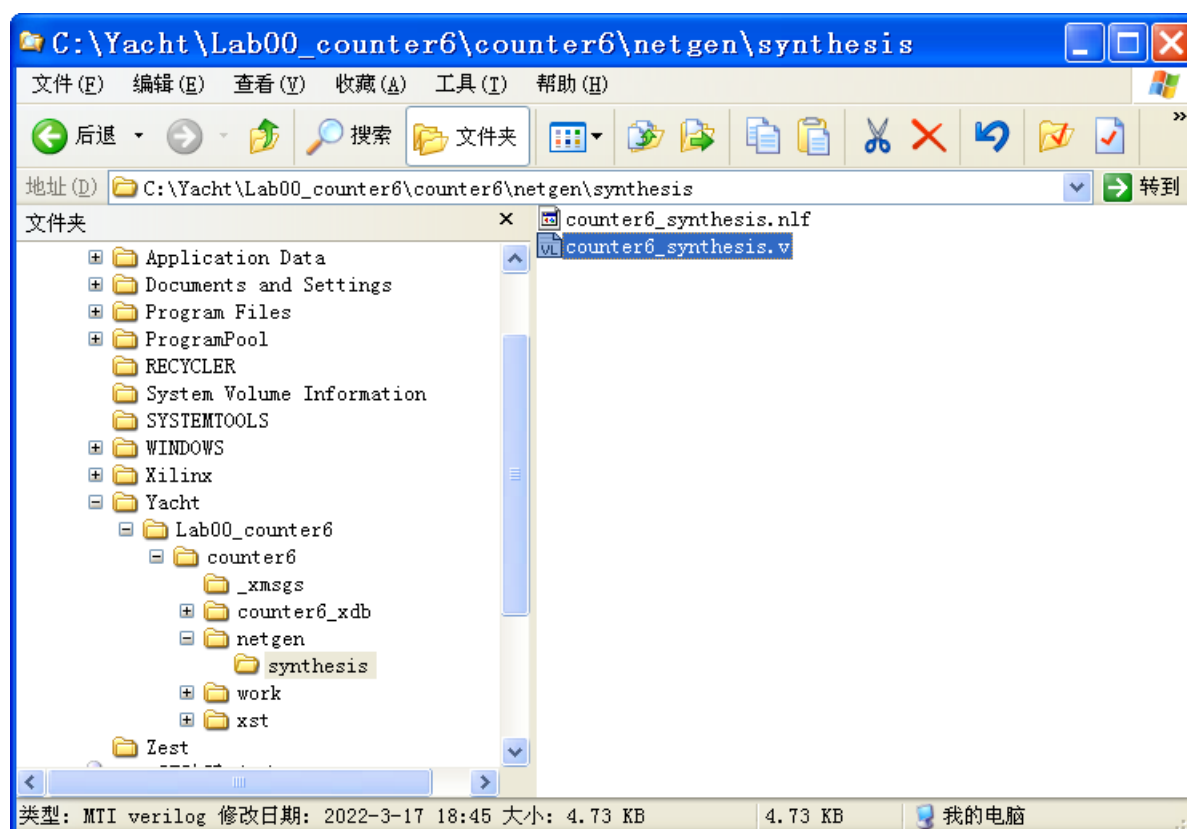 C:\Yacht\Lab00_counter6\counter6\netgen\synthesis
文件(F) 编辑(E) 查看(V) 收藏(A) 工具(T) 帮助(H)
后退 搜索 文件夹 »
地址(D) C:\Yacht\Lab00_counter6\counter6\netgen\synthesis 转到
文件夹 ×
Application Data
Documents and Settings
Program Files
ProgramPool
RECYCLER
System Volume Information
SYSTEMTOOLS
WINDOWS
Xilinx
Yacht
Lab00_counter6
counter6
_xmsgs
counter6_xdb
netgen
synthesis
work
xst
Zest
counter6_synthesis.nlf
VL counter6_synthesis.v
类型: MTI verilog 修改日期: 2022-3-17 18:45 大小: 4.73 KB 4.73 KB 我的电脑